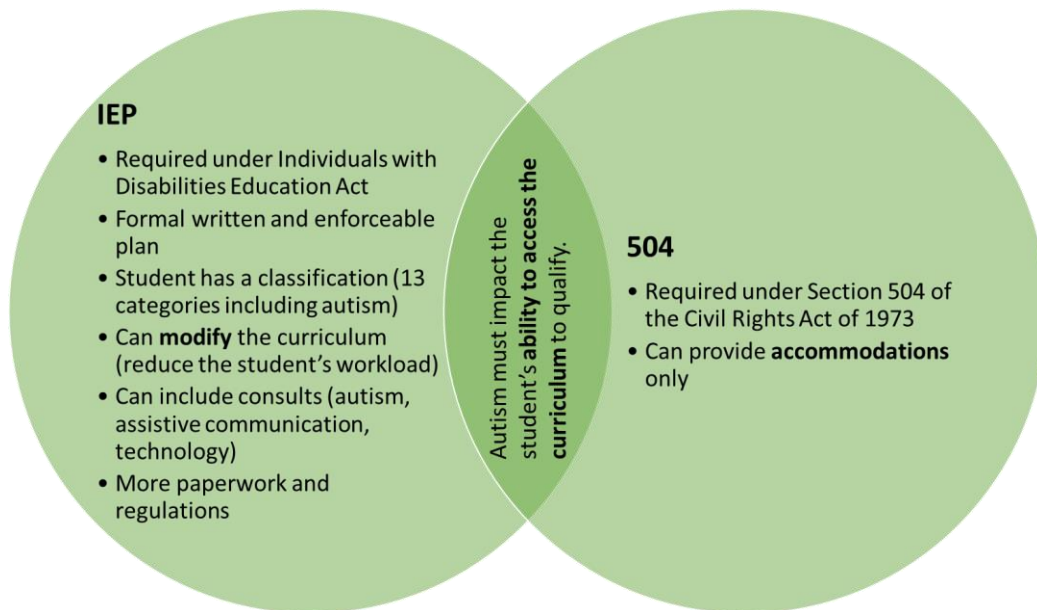 IEP
• Required under Individuals with
Disabilities Education Act
• Formal written and enforceable
plan
• Student has a classification (13
categories including autism)
• Can modify the curriculum
(reduce the student’s workload)
• Can include consults (autism,
assistive communication,
technology)
• More paperwork and
regulations
Autism must impact the
student’s ability to access the
curriculum to qualify.
504
• Required under Section 504 of
the Civil Rights Act of 1973
• Can provide accommodations
only